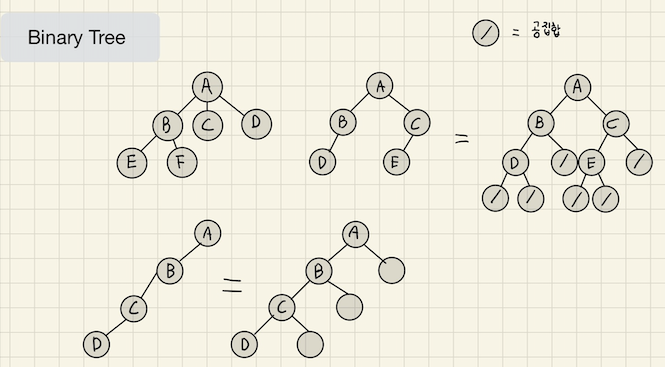 Binary Tree
/ = 공집합
A A A
B C D B C = B C
E F D E D / E /
/ / / /
A A
B = B
C C
D D